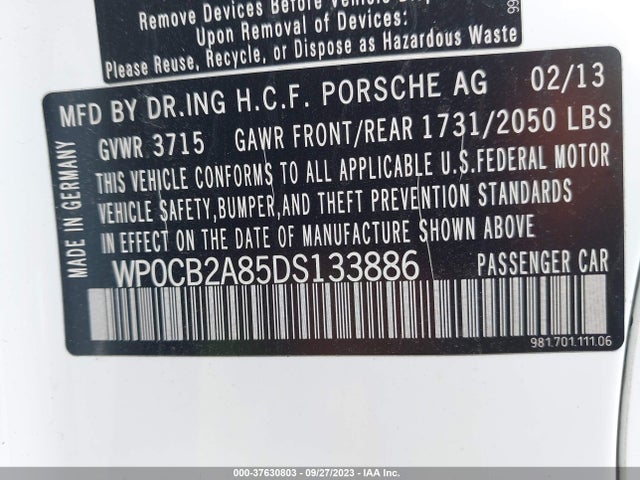 Remove Devices Before Vehicle
Upon Removal of Devices:
Please Reuse, Recycle, or Dispose as Hazardous Waste
MFD BY DR.ING H.C.F. PORSCHE AG 02/13
GVWR 3715 GAWR FRONT/REAR 1731/2050 LBS
THIS VEHICLE CONFORMS TO ALL APPLICABLE U.S.FEDERAL MOTOR
VEHICLE SAFETY,BUMPER,AND THEFT PREVENTION STANDARDS
IN EFFECT ON THE DATE OF MANUFACTURE SHOWN ABOVE
WP0CB2A85DS133886 PASSENGER CAR
MADE IN GERMANY
981.701.111.06
000-37630803 - 09/27/2023 - IAA Inc.